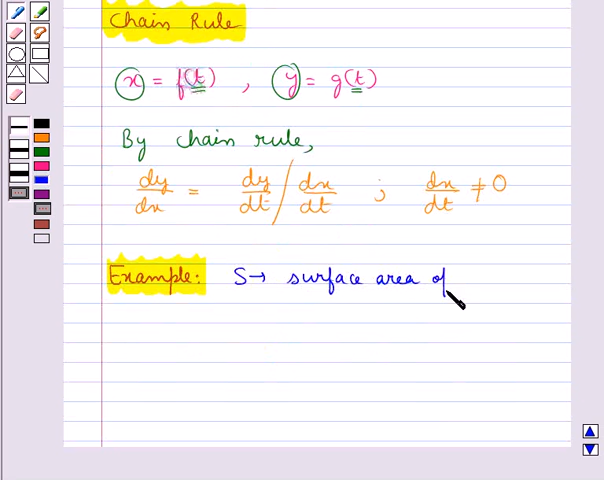 Chain Rule
x = f(t) , y = g(t)
By chain rule,
dy/dx = dy/dt / dx/dt ; dx/dt ≠ 0
Example: S → surface area of